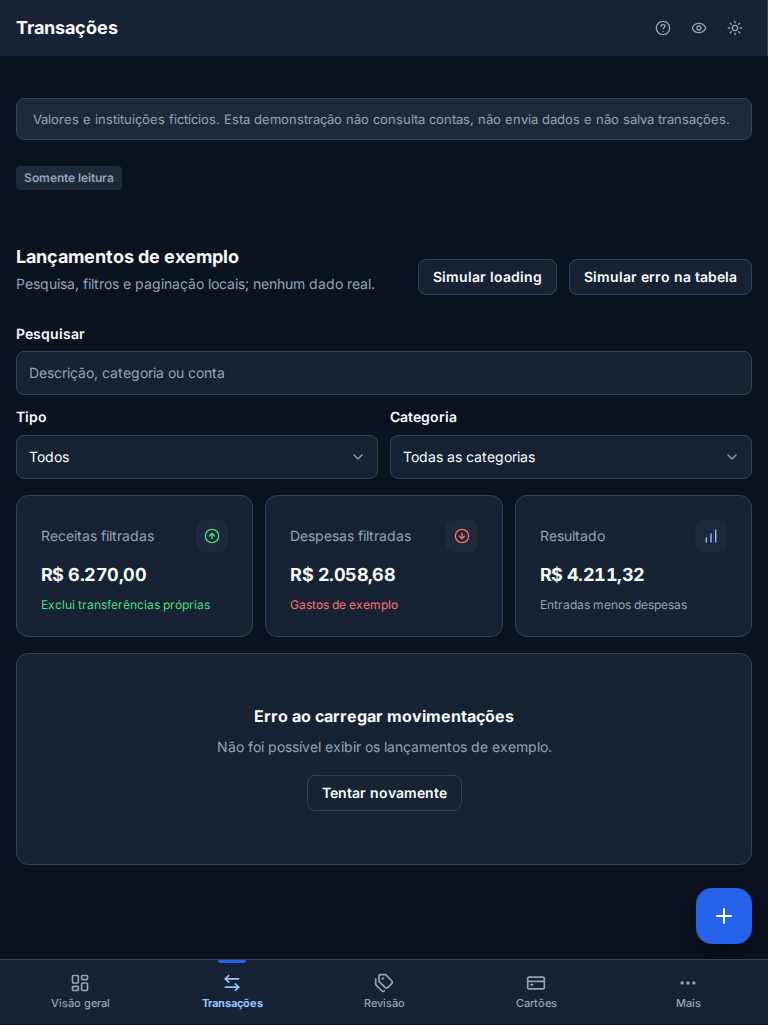 Transações
Valores e instituições fictícios. Esta demonstração não consulta contas, não envia dados e não salva transações.
Somente leitura
Lançamentos de exemplo
Pesquisa, filtros e paginação locais; nenhum dado real.
Simular loading
Simular erro na tabela
Pesquisar
Descrição, categoria ou conta
Tipo
Categoria
Todos
Todas as categorias
Receitas filtradas
R$ 6.270,00
Exclui transferências próprias
Despesas filtradas
R$ 2.058,68
Gastos de exemplo
Resultado
R$ 4.211,32
Entradas menos despesas
Erro ao carregar movimentações
Não foi possível exibir os lançamentos de exemplo.
Tentar novamente
Visão geral
Transações
Revisão
Cartões
Mais